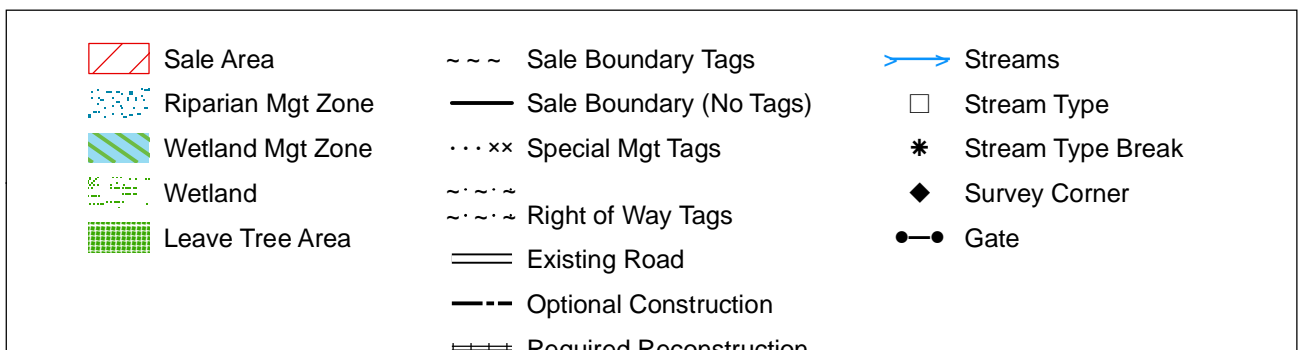 Sale Area
Riparian Mgt Zone
Wetland Mgt Zone
Wetland
Leave Tree Area
Sale Boundary Tags
Sale Boundary (No Tags)
Special Mgt Tags
Right of Way Tags
Existing Road
Optional Construction
Required Reconstruction
Streams
Stream Type
Stream Type Break
Survey Corner
Gate